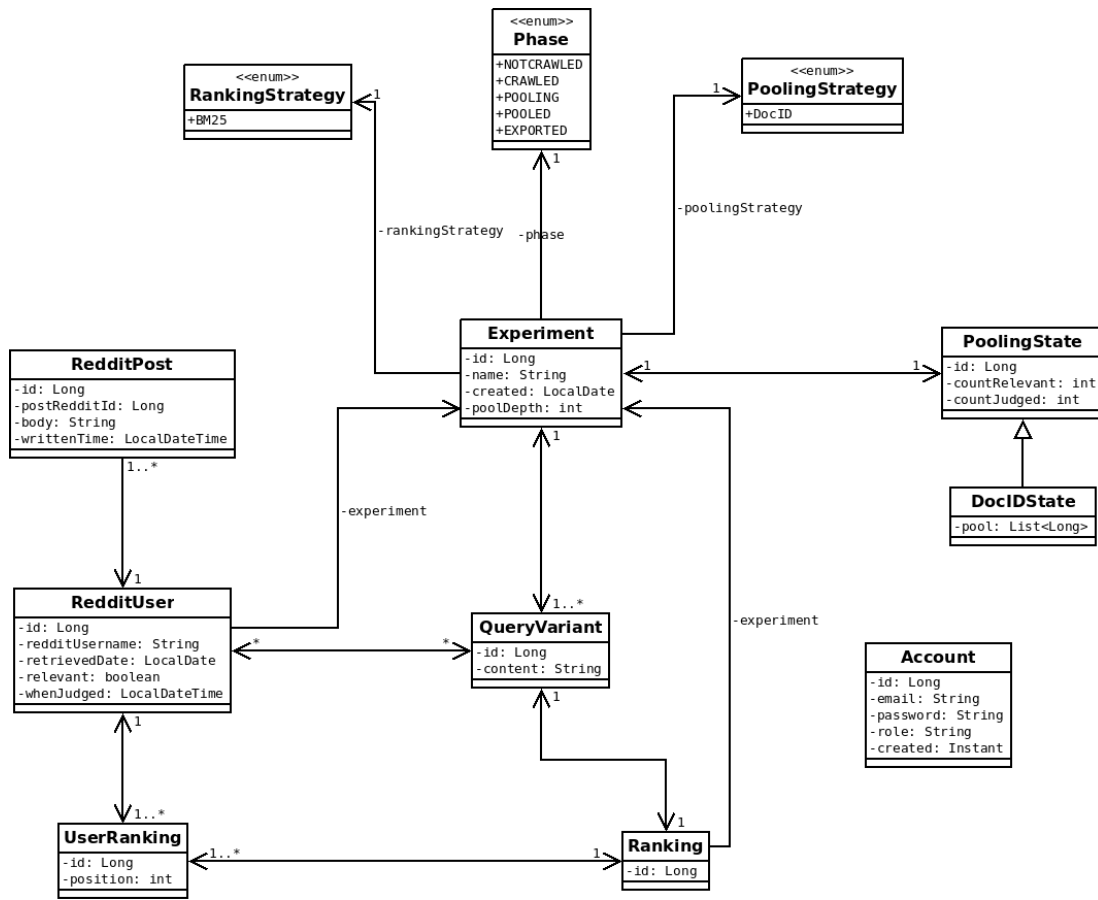 <<enum>>
Phase
+NOTCRAWLED
+CRAWLED
+POOLING
+POOLED
+EXPORTED
1
<<enum>>
RankingStrategy
+BM25
1
<<enum>>
PoolingStrategy
+DocID
1
-rankingStrategy
-phase
-poolingStrategy
Experiment
-id: Long
-name: String
-created: LocalDate
-poolDepth: int
1
1
1
PoolingState
-id: Long
-countRelevant: int
-countJudged: int
DocIDState
-pool: List<Long>
RedditPost
-id: Long
-postRedditId: Long
-body: String
-writtenTime: LocalDateTime
1..*
1
-experiment
RedditUser
-id: Long
-redditUsername: String
-retrievedDate: LocalDate
-relevant: boolean
-whenJudged: LocalDateTime
*
*
1
1..*
QueryVariant
-id: Long
-content: String
1
-experiment
Account
-id: Long
-email: String
-password: String
-role: String
-created: Instant
1..*
UserRanking
-id: Long
-position: int
1..*
1
1
Ranking
-id: Long